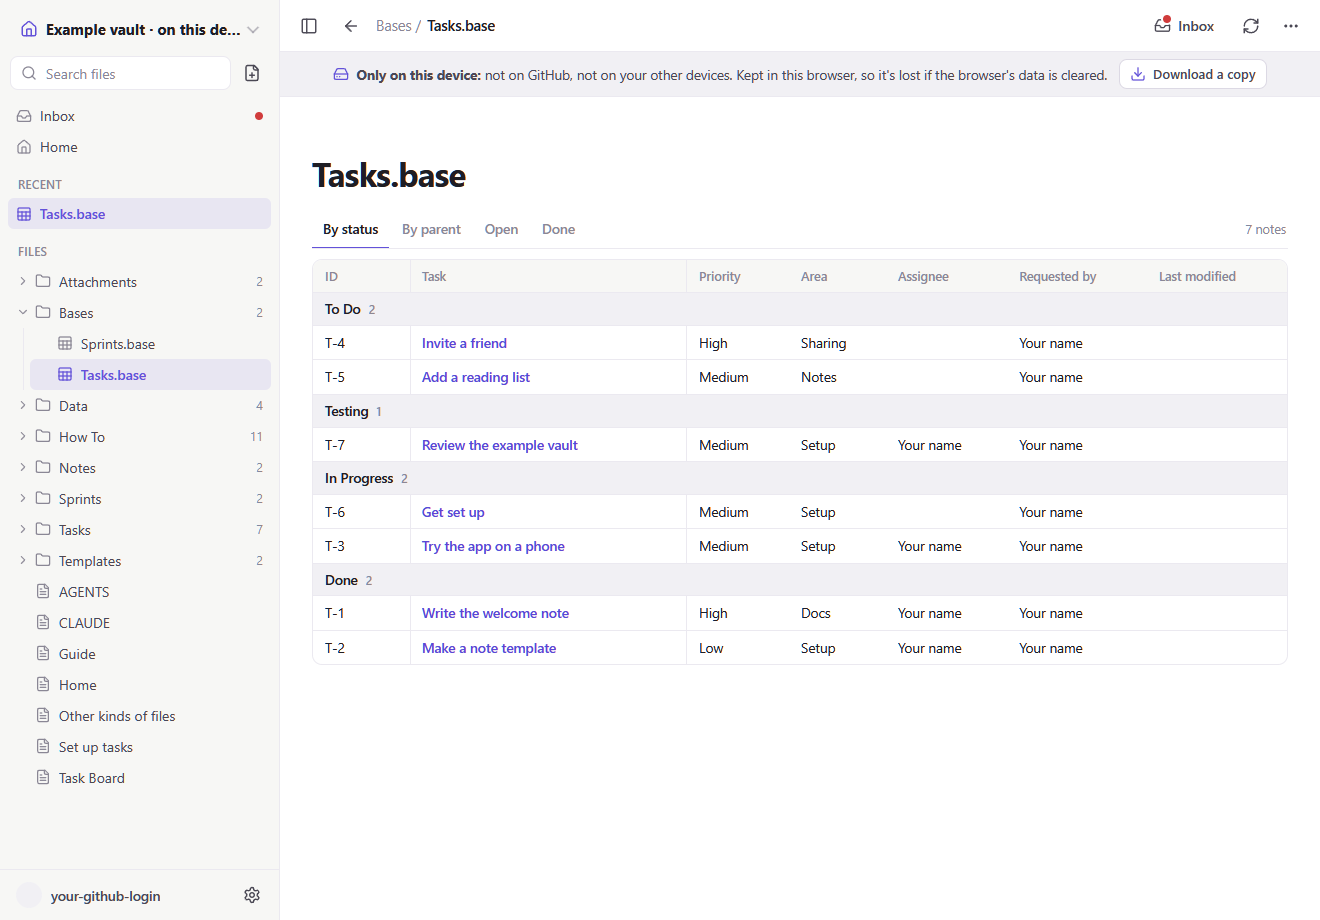 Example vault · on this de...
Search files
Inbox
Home
RECENT
Tasks.base
FILES
Attachments 2
Bases 2
Sprints.base
Tasks.base
Data 4
How To 11
Notes 2
Sprints 2
Tasks 7
Templates 2
AGENTS
CLAUDE
Guide
Home
Other kinds of files
Set up tasks
Task Board
your-github-login
Bases / Tasks.base
Inbox
Only on this device: not on GitHub, not on your other devices. Kept in this browser, so it's lost if the browser's data is cleared. Download a copy
Tasks.base
By status By parent Open Done 7 notes
ID Task Priority Area Assignee Requested by Last modified
To Do 2
T-4 Invite a friend High Sharing Your name
T-5 Add a reading list Medium Notes Your name
Testing 1
T-7 Review the example vault Medium Setup Your name Your name
In Progress 2
T-6 Get set up Medium Setup Your name
T-3 Try the app on a phone Medium Setup Your name Your name
Done 2
T-1 Write the welcome note High Docs Your name Your name
T-2 Make a note template Low Setup Your name Your name